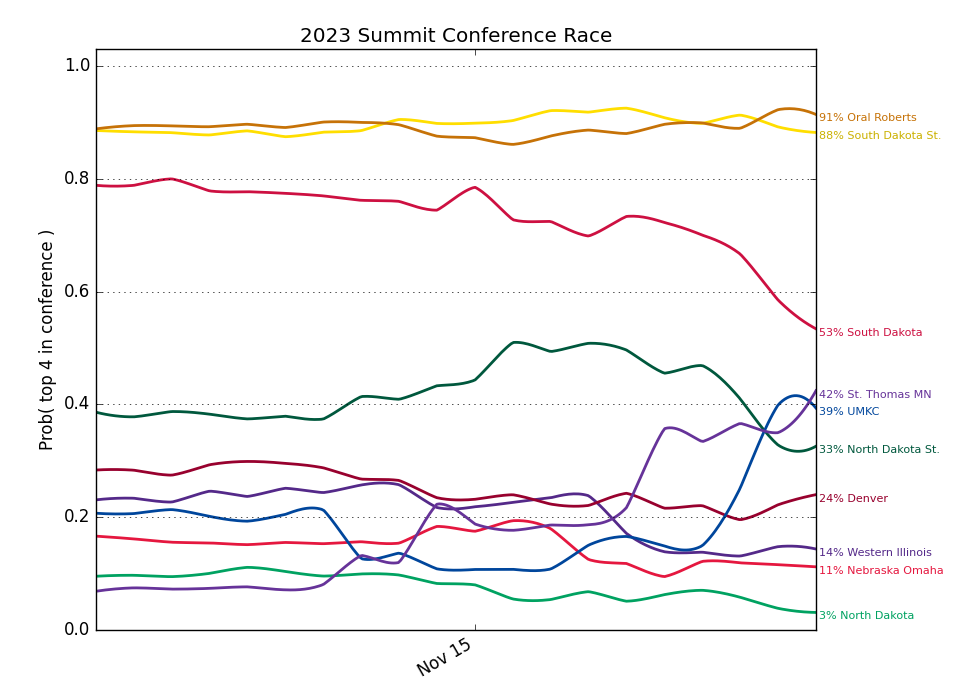 2023 Summit Conference Race
Prob( top 4 in conference )
1.0
0.8
0.6
0.4
0.2
0.0
Nov 15
91% Oral Roberts
88% South Dakota St.
53% South Dakota
42% St. Thomas MN
39% UMKC
33% North Dakota St.
24% Denver
14% Western Illinois
11% Nebraska Omaha
3% North Dakota